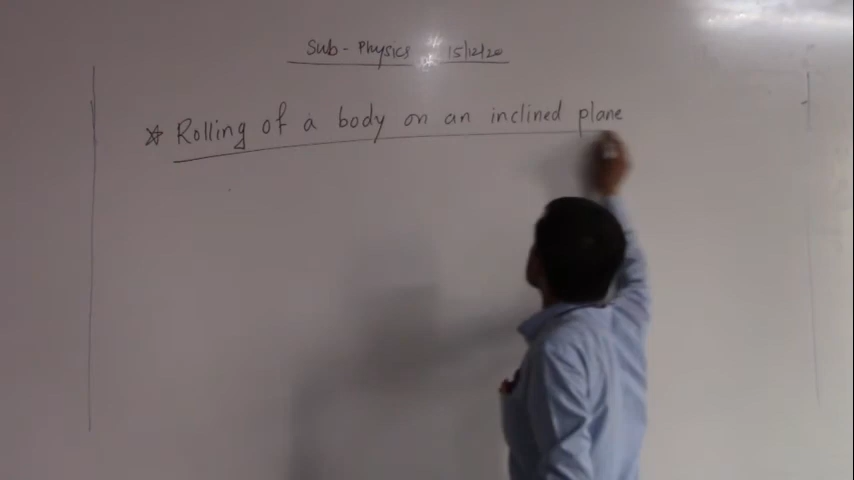 Sub - Physics 15/12/20
☆ Rolling of a body on an inclined plane